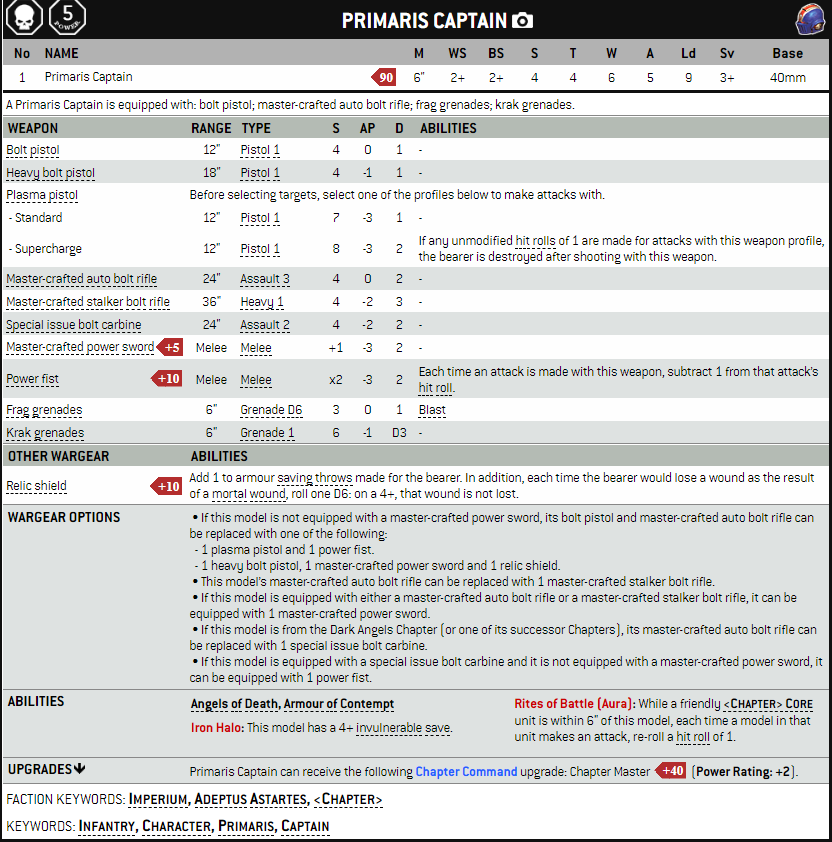 5
POWER
PRIMARIS CAPTAIN
No NAME M WS BS S T W A Ld Sv Base
1 Primaris Captain 90 6" 2+ 2+ 4 4 6 5 9 3+ 40mm
A Primaris Captain is equipped with: bolt pistol; master-crafted auto bolt rifle; frag grenades; krak grenades.
WEAPON RANGE TYPE S AP D ABILITIES
Bolt pistol 12" Pistol 1 4 0 1 -
Heavy bolt pistol 18" Pistol 1 4 -1 1 -
Plasma pistol Before selecting targets, select one of the profiles below to make attacks with.
- Standard 12" Pistol 1 7 -3 1 -
- Supercharge 12" Pistol 1 8 -3 2 If any unmodified hit rolls of 1 are made for attacks with this weapon profile,
the bearer is destroyed after shooting with this weapon.
Master-crafted auto bolt rifle 24" Assault 3 4 0 2 -
Master-crafted stalker bolt rifle 36" Heavy 1 4 -2 3 -
Special issue bolt carbine 24" Assault 2 4 -2 2 -
Master-crafted power sword +5 Melee Melee +1 -3 2 -
Power fist +10 Melee Melee x2 -3 2 Each time an attack is made with this weapon, subtract 1 from that attack's
hit roll.
Frag grenades 6" Grenade D6 3 0 1 Blast
Krak grenades 6" Grenade 1 6 -1 D3 -
OTHER WARGEAR ABILITIES
Relic shield +10 Add 1 to armour saving throws made for the bearer. In addition, each time the bearer would lose a wound as the result
of a mortal wound, roll one D6: on a 4+, that wound is not lost.
WARGEAR OPTIONS • If this model is not equipped with a master-crafted power sword, its bolt pistol and master-crafted auto bolt rifle can
be replaced with one of the following:
- 1 plasma pistol and 1 power fist.
- 1 heavy bolt pistol, 1 master-crafted power sword and 1 relic shield.
• This model's master-crafted auto bolt rifle can be replaced with 1 master-crafted stalker bolt rifle.
• If this model is equipped with either a master-crafted auto bolt rifle or a master-crafted stalker bolt rifle, it can be
equipped with 1 master-crafted power sword.
• If this model is from the Dark Angels Chapter (or one of its successor Chapters), its master-crafted auto bolt rifle can
be replaced with 1 special issue bolt carbine.
• If this model is equipped with a special issue bolt carbine and it is not equipped with a master-crafted power sword, it
can be equipped with 1 power fist.
ABILITIES Angels of Death, Armour of Contempt
Iron Halo: This model has a 4+ invulnerable save.
Rites of Battle (Aura): While a friendly <CHAPTER> CORE
unit is within 6" of this model, each time a model in that
unit makes an attack, re-roll a hit roll of 1.
UPGRADES Primaris Captain can receive the following Chapter Command upgrade: Chapter Master +40 (Power Rating: +2).
FACTION KEYWORDS: IMPERIUM, ADEPTUS ASTARTES, <CHAPTER>
KEYWORDS: INFANTRY, CHARACTER, PRIMARIS, CAPTAIN